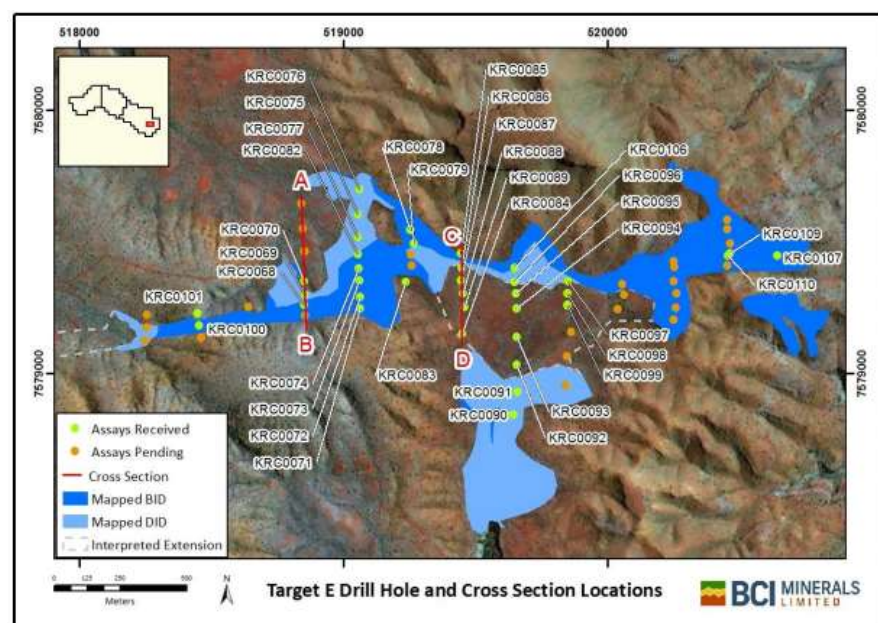 518000
519000
520000
7580000
7580000
7579000
7579000
KRC0076
KRC0075
KRC0077
KRC0082
KRC0078
KRC0079
KRC0085
KRC0086
KRC0087
KRC0088
KRC0089
KRC0084
KRC0106
KRC0096
KRC0095
KRC0094
KRC0070
KRC0069
KRC0068
KRC0109
KRC0107
KRC0110
KRC0101
KRC0100
A
B
C
D
KRC0074
KRC0073
KRC0072
KRC0071
KRC0083
KRC0091
KRC0090
KRC0097
KRC0098
KRC0099
KRC0093
KRC0092
Assays Received
Assays Pending
Cross Section
Mapped BID
Mapped DID
Interpreted Extension
0 125 250 500
Meters
N
Target E Drill Hole and Cross Section Locations
BCI MINERALS
LIMITED